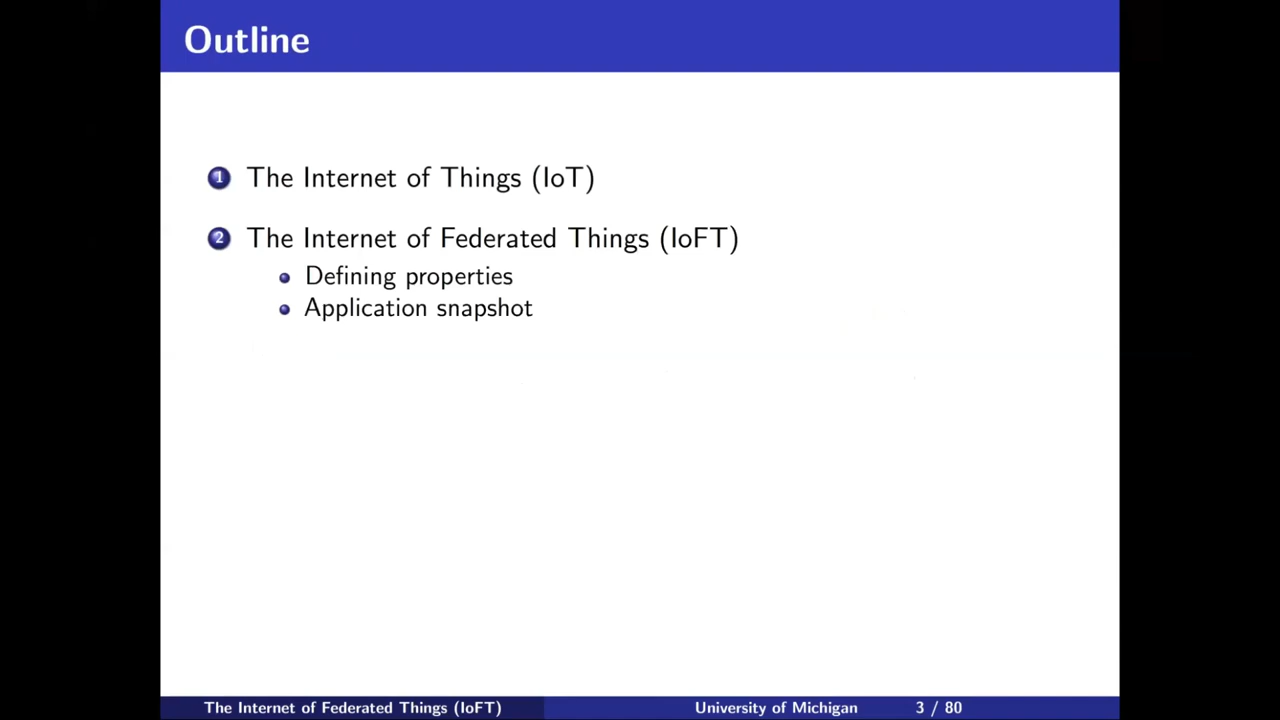 Outline
1 The Internet of Things (IoT)
2 The Internet of Federated Things (IoFT)
Defining properties
Application snapshot
The Internet of Federated Things (IoFT) University of Michigan 3 / 80